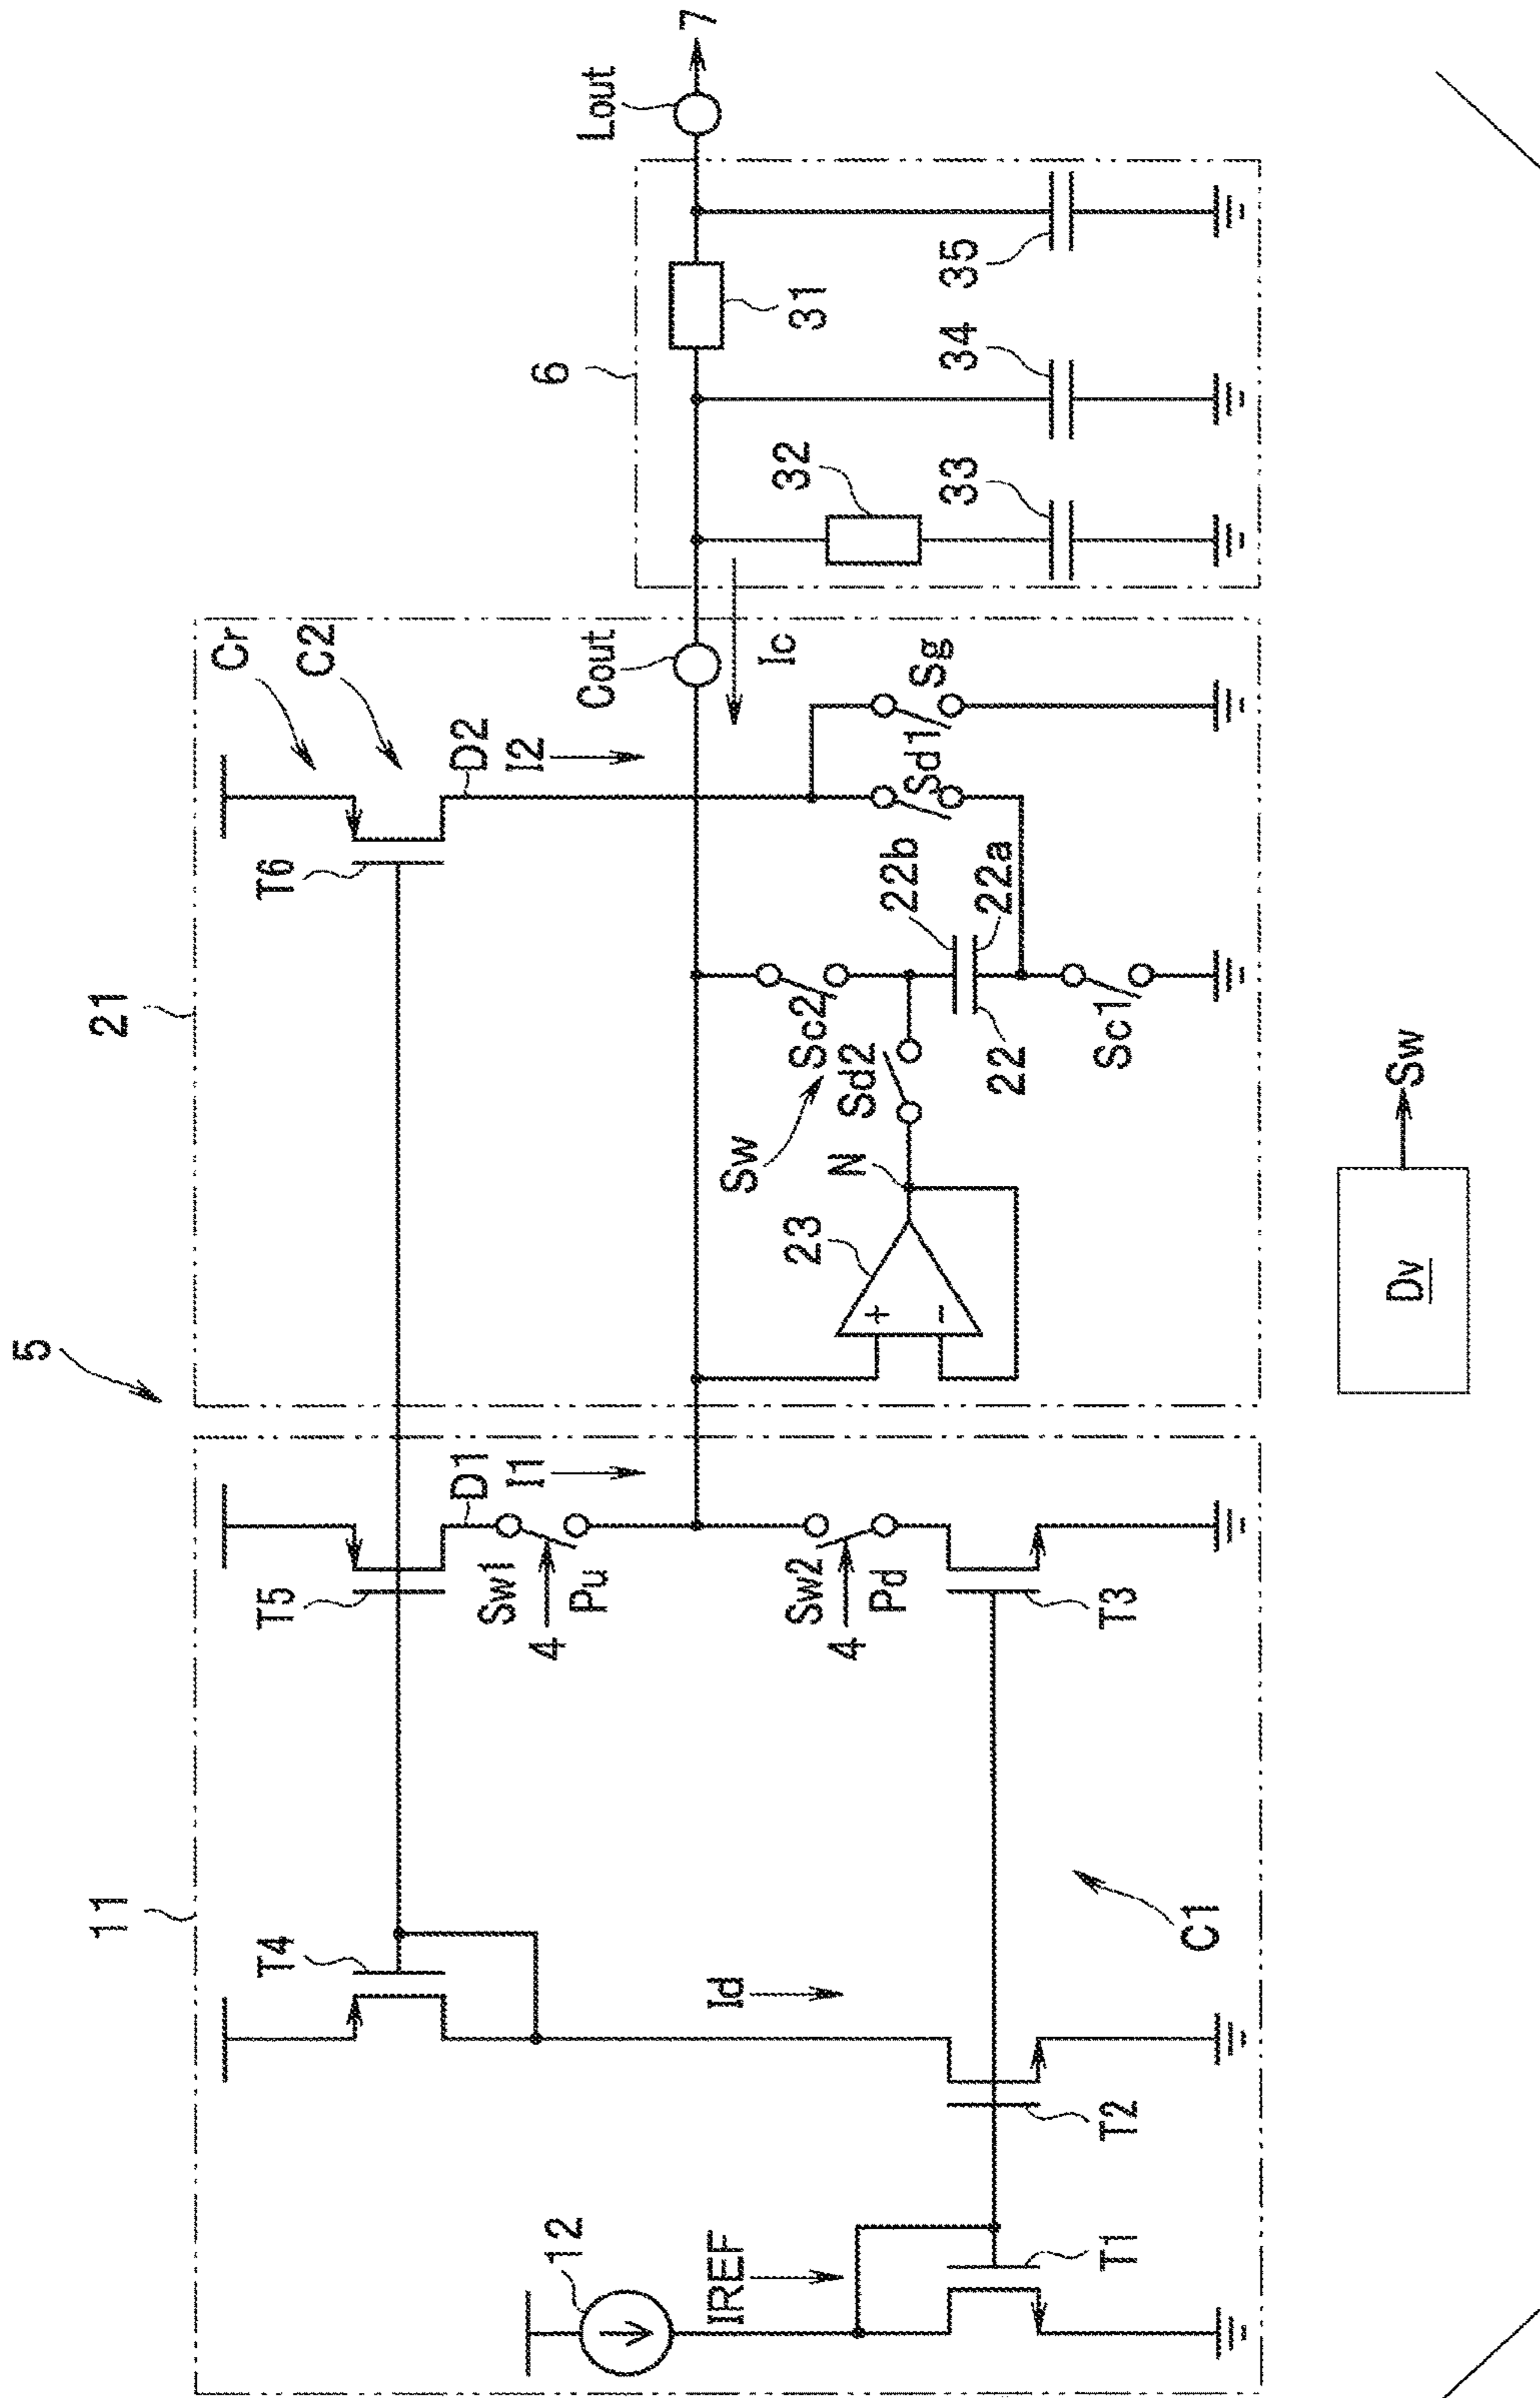 5
11
21
Cr
C2
T4
T5
T6
D1
I1
D2
I2
12
IREF
Id
Sw1
4
Pu
Sw2
4
Pd
T1
T2
T3
C1
Cout
Ic
23
+
-
N
Sw
Sc2
Sd2
22b
22a
22
Sc1
Sd1
Sg
6
31
32
33
34
35
Lout
7
Dv
Sw